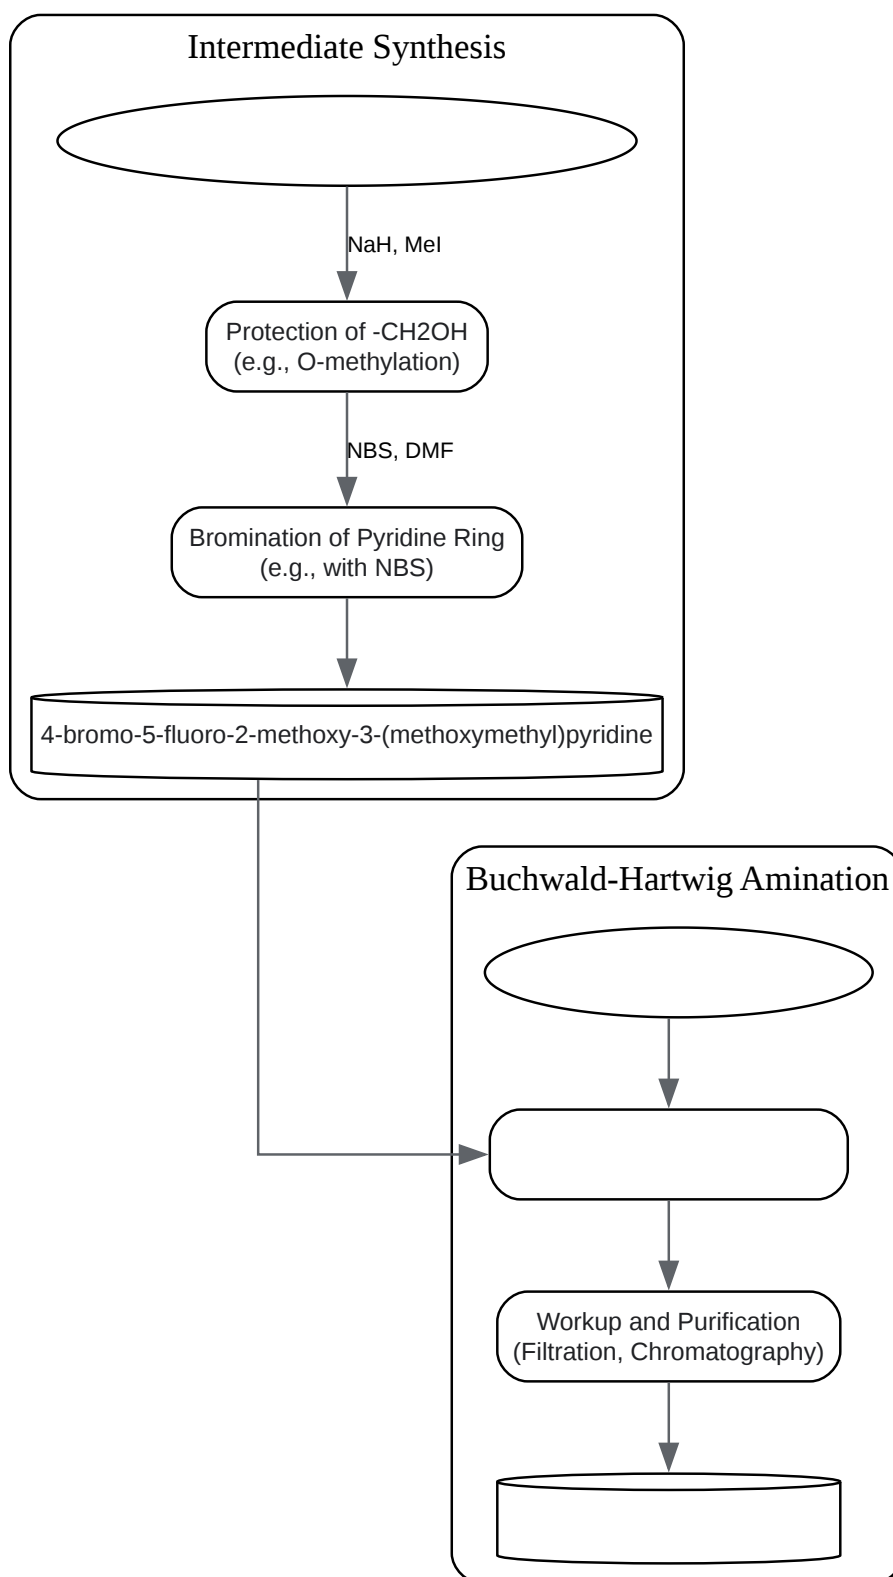 Intermediate Synthesis
NaH, MeI
Protection of -CH2OH
(e.g., O-methylation)
NBS, DMF
Bromination of Pyridine Ring
(e.g., with NBS)
4-bromo-5-fluoro-2-methoxy-3-(methoxymethyl)pyridine
Buchwald-Hartwig Amination
Workup and Purification
(Filtration, Chromatography)